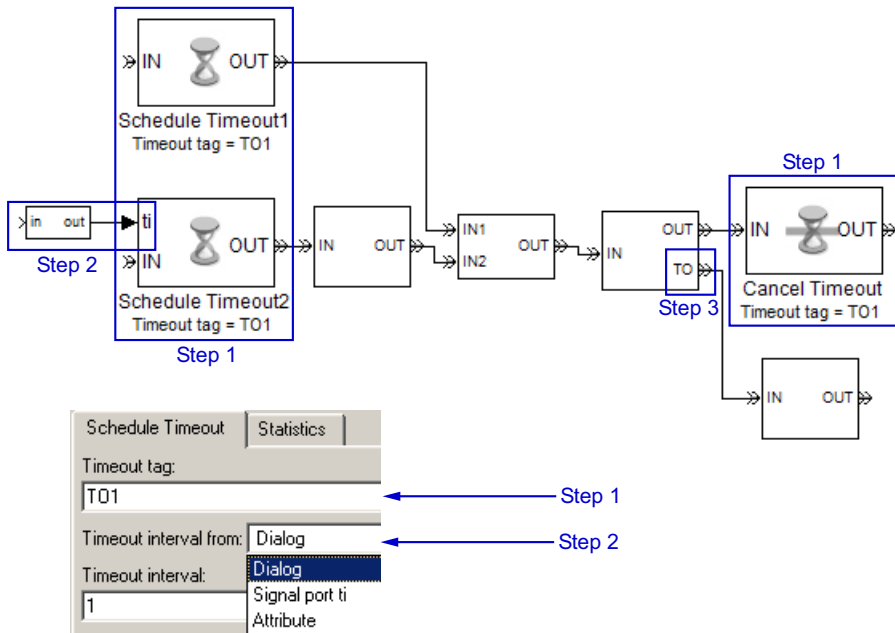 Step 1
IN OUT
Schedule Timeout1
Timeout tag = TO1
in out
ti
IN OUT
Step 2
Schedule Timeout2
Timeout tag = TO1
Step 1
IN OUT
IN1
IN2
OUT
IN
OUT
TO
Step 3
IN OUT
Cancel Timeout
Timeout tag = TO1
IN OUT
Schedule Timeout Statistics
Timeout tag:
TO1
Step 1
Timeout interval from: Dialog
Step 2
Dialog
Timeout interval:
Signal port ti
1
Attribute